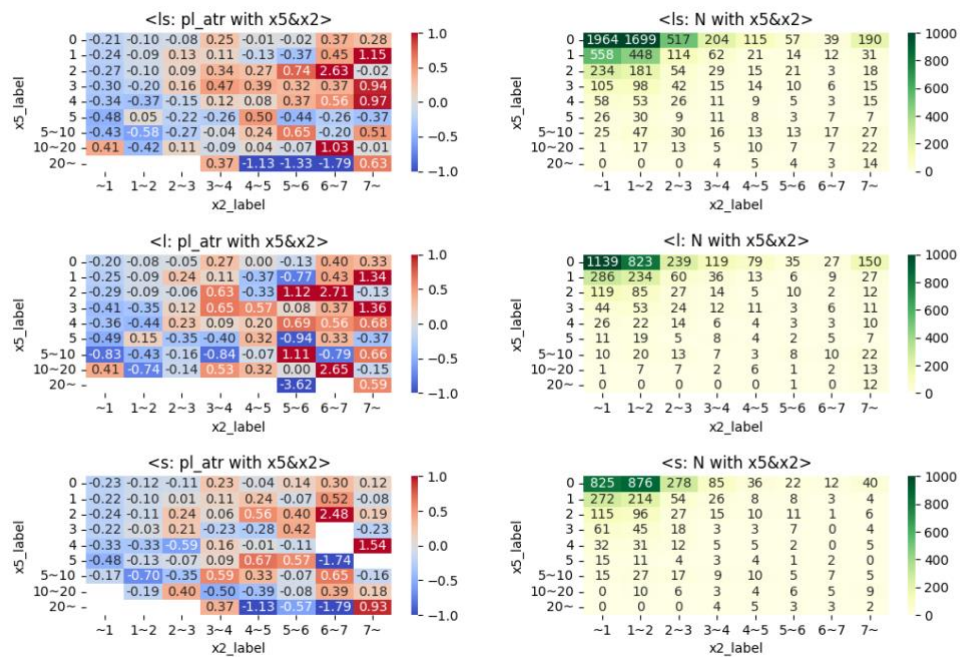 <ls: pl_atr with x5&x2>
x5_label
0 -0.21 -0.10 -0.08 0.25 -0.01 -0.02 0.37 0.28
1 -0.24 -0.09 0.13 0.11 -0.13 -0.37 0.45 1.15
2 -0.27 -0.10 0.09 0.34 0.27 0.74 2.63 -0.02
3 -0.30 -0.20 0.16 0.47 0.39 0.32 0.37 0.94
4 -0.34 -0.37 -0.15 0.12 0.08 0.37 0.56 0.97
5 -0.48 0.05 -0.22 -0.26 0.50 -0.44 -0.26 -0.37
5~10 -0.43 -0.58 -0.27 -0.04 0.24 0.65 -0.20 0.51
10~20 0.41 -0.42 0.11 -0.09 0.04 -0.07 1.03 -0.01
20~ 0.37 -1.13 -1.33 -1.79 0.63
~1 1~2 2~3 3~4 4~5 5~6 6~7 7~
x2_label
1.0
0.5
0.0
−0.5
−1.0
<ls: N with x5&x2>
x5_label
0 1964 1699 517 204 115 57 39 190
1 558 448 114 62 21 14 12 31
2 234 181 54 29 15 21 3 18
3 105 98 42 15 14 10 6 15
4 58 53 26 11 9 5 3 15
5 26 30 9 11 8 3 7 7
5~10 25 47 30 16 13 13 17 27
10~20 1 17 13 5 10 7 7 22
20~ 0 0 0 4 5 4 3 14
~1 1~2 2~3 3~4 4~5 5~6 6~7 7~
x2_label
1000
800
600
400
200
0
<l: pl_atr with x5&x2>
x5_label
0 -0.20 -0.08 -0.05 0.27 0.00 -0.13 0.40 0.33
1 -0.25 -0.09 0.24 0.11 -0.37 -0.77 0.43 1.34
2 -0.29 -0.09 -0.06 0.63 -0.33 1.12 2.71 -0.13
3 -0.41 -0.35 0.12 0.65 0.57 0.08 0.37 1.36
4 -0.36 -0.44 0.23 0.09 0.20 0.69 0.56 0.68
5 -0.49 0.15 -0.35 -0.40 0.32 -0.94 0.33 -0.37
5~10 -0.83 -0.43 -0.16 -0.84 -0.07 1.11 -0.79 0.66
10~20 0.41 -0.74 -0.14 0.53 0.32 0.00 2.65 -0.15
20~ -3.62 0.59
~1 1~2 2~3 3~4 4~5 5~6 6~7 7~
x2_label
1.0
0.5
0.0
−0.5
−1.0
<l: N with x5&x2>
x5_label
0 1139 823 239 119 79 35 27 150
1 286 234 60 36 13 6 9 27
2 119 85 27 14 5 10 2 12
3 44 53 24 12 11 3 6 11
4 26 22 14 6 4 3 3 10
5 11 19 5 8 4 2 5 7
5~10 10 20 13 7 3 8 10 22
10~20 1 7 7 2 6 1 2 13
20~ 0 0 0 0 0 1 0 12
~1 1~2 2~3 3~4 4~5 5~6 6~7 7~
x2_label
1000
800
600
400
200
0
<s: pl_atr with x5&x2>
x5_label
0 -0.23 -0.12 -0.11 0.23 -0.04 0.14 0.30 0.12
1 -0.22 -0.10 0.01 0.11 0.24 -0.07 0.52 -0.08
2 -0.24 -0.11 0.24 0.06 0.56 0.40 2.48 0.19
3 -0.22 -0.03 0.21 -0.23 -0.28 0.42 -0.23
4 -0.33 -0.33 -0.59 0.16 -0.01 -0.11 1.54
5 -0.48 -0.13 -0.07 0.09 0.67 0.57 -1.74
5~10 -0.17 -0.70 -0.35 0.59 0.33 -0.07 0.65 -0.16
10~20 -0.19 0.40 -0.50 -0.39 -0.08 0.39 0.18
20~ 0.37 -1.13 -0.57 -1.79 0.93
~1 1~2 2~3 3~4 4~5 5~6 6~7 7~
x2_label
1.0
0.5
0.0
−0.5
−1.0
<s: N with x5&x2>
x5_label
0 825 876 278 85 36 22 12 40
1 272 214 54 26 8 8 3 4
2 115 96 27 15 10 11 1 6
3 61 45 18 3 3 7 0 4
4 32 31 12 5 5 2 0 5
5 15 11 4 3 4 1 2 0
5~10 15 27 17 9 10 5 7 5
10~20 0 10 6 3 4 6 5 9
20~ 0 0 0 4 5 3 3 2
~1 1~2 2~3 3~4 4~5 5~6 6~7 7~
x2_label
1000
800
600
400
200
0